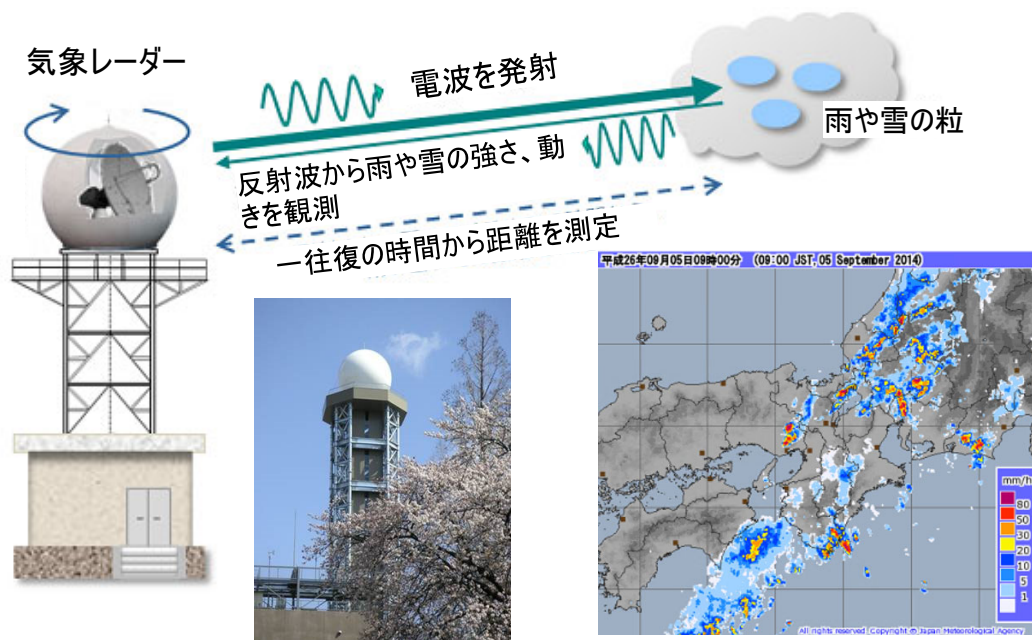 気象レーダー
電波を発射
雨や雪の粒
反射波から雨や雪の強さ、動
きを観測
一往復の時間から距離を測定
平成26年09月05日09時00分 (09:00 JST,05 September 2014)
mm/h
80
50
30
20
10
5
1
All rights reserved. Copyright © Japan Meteorological Agency